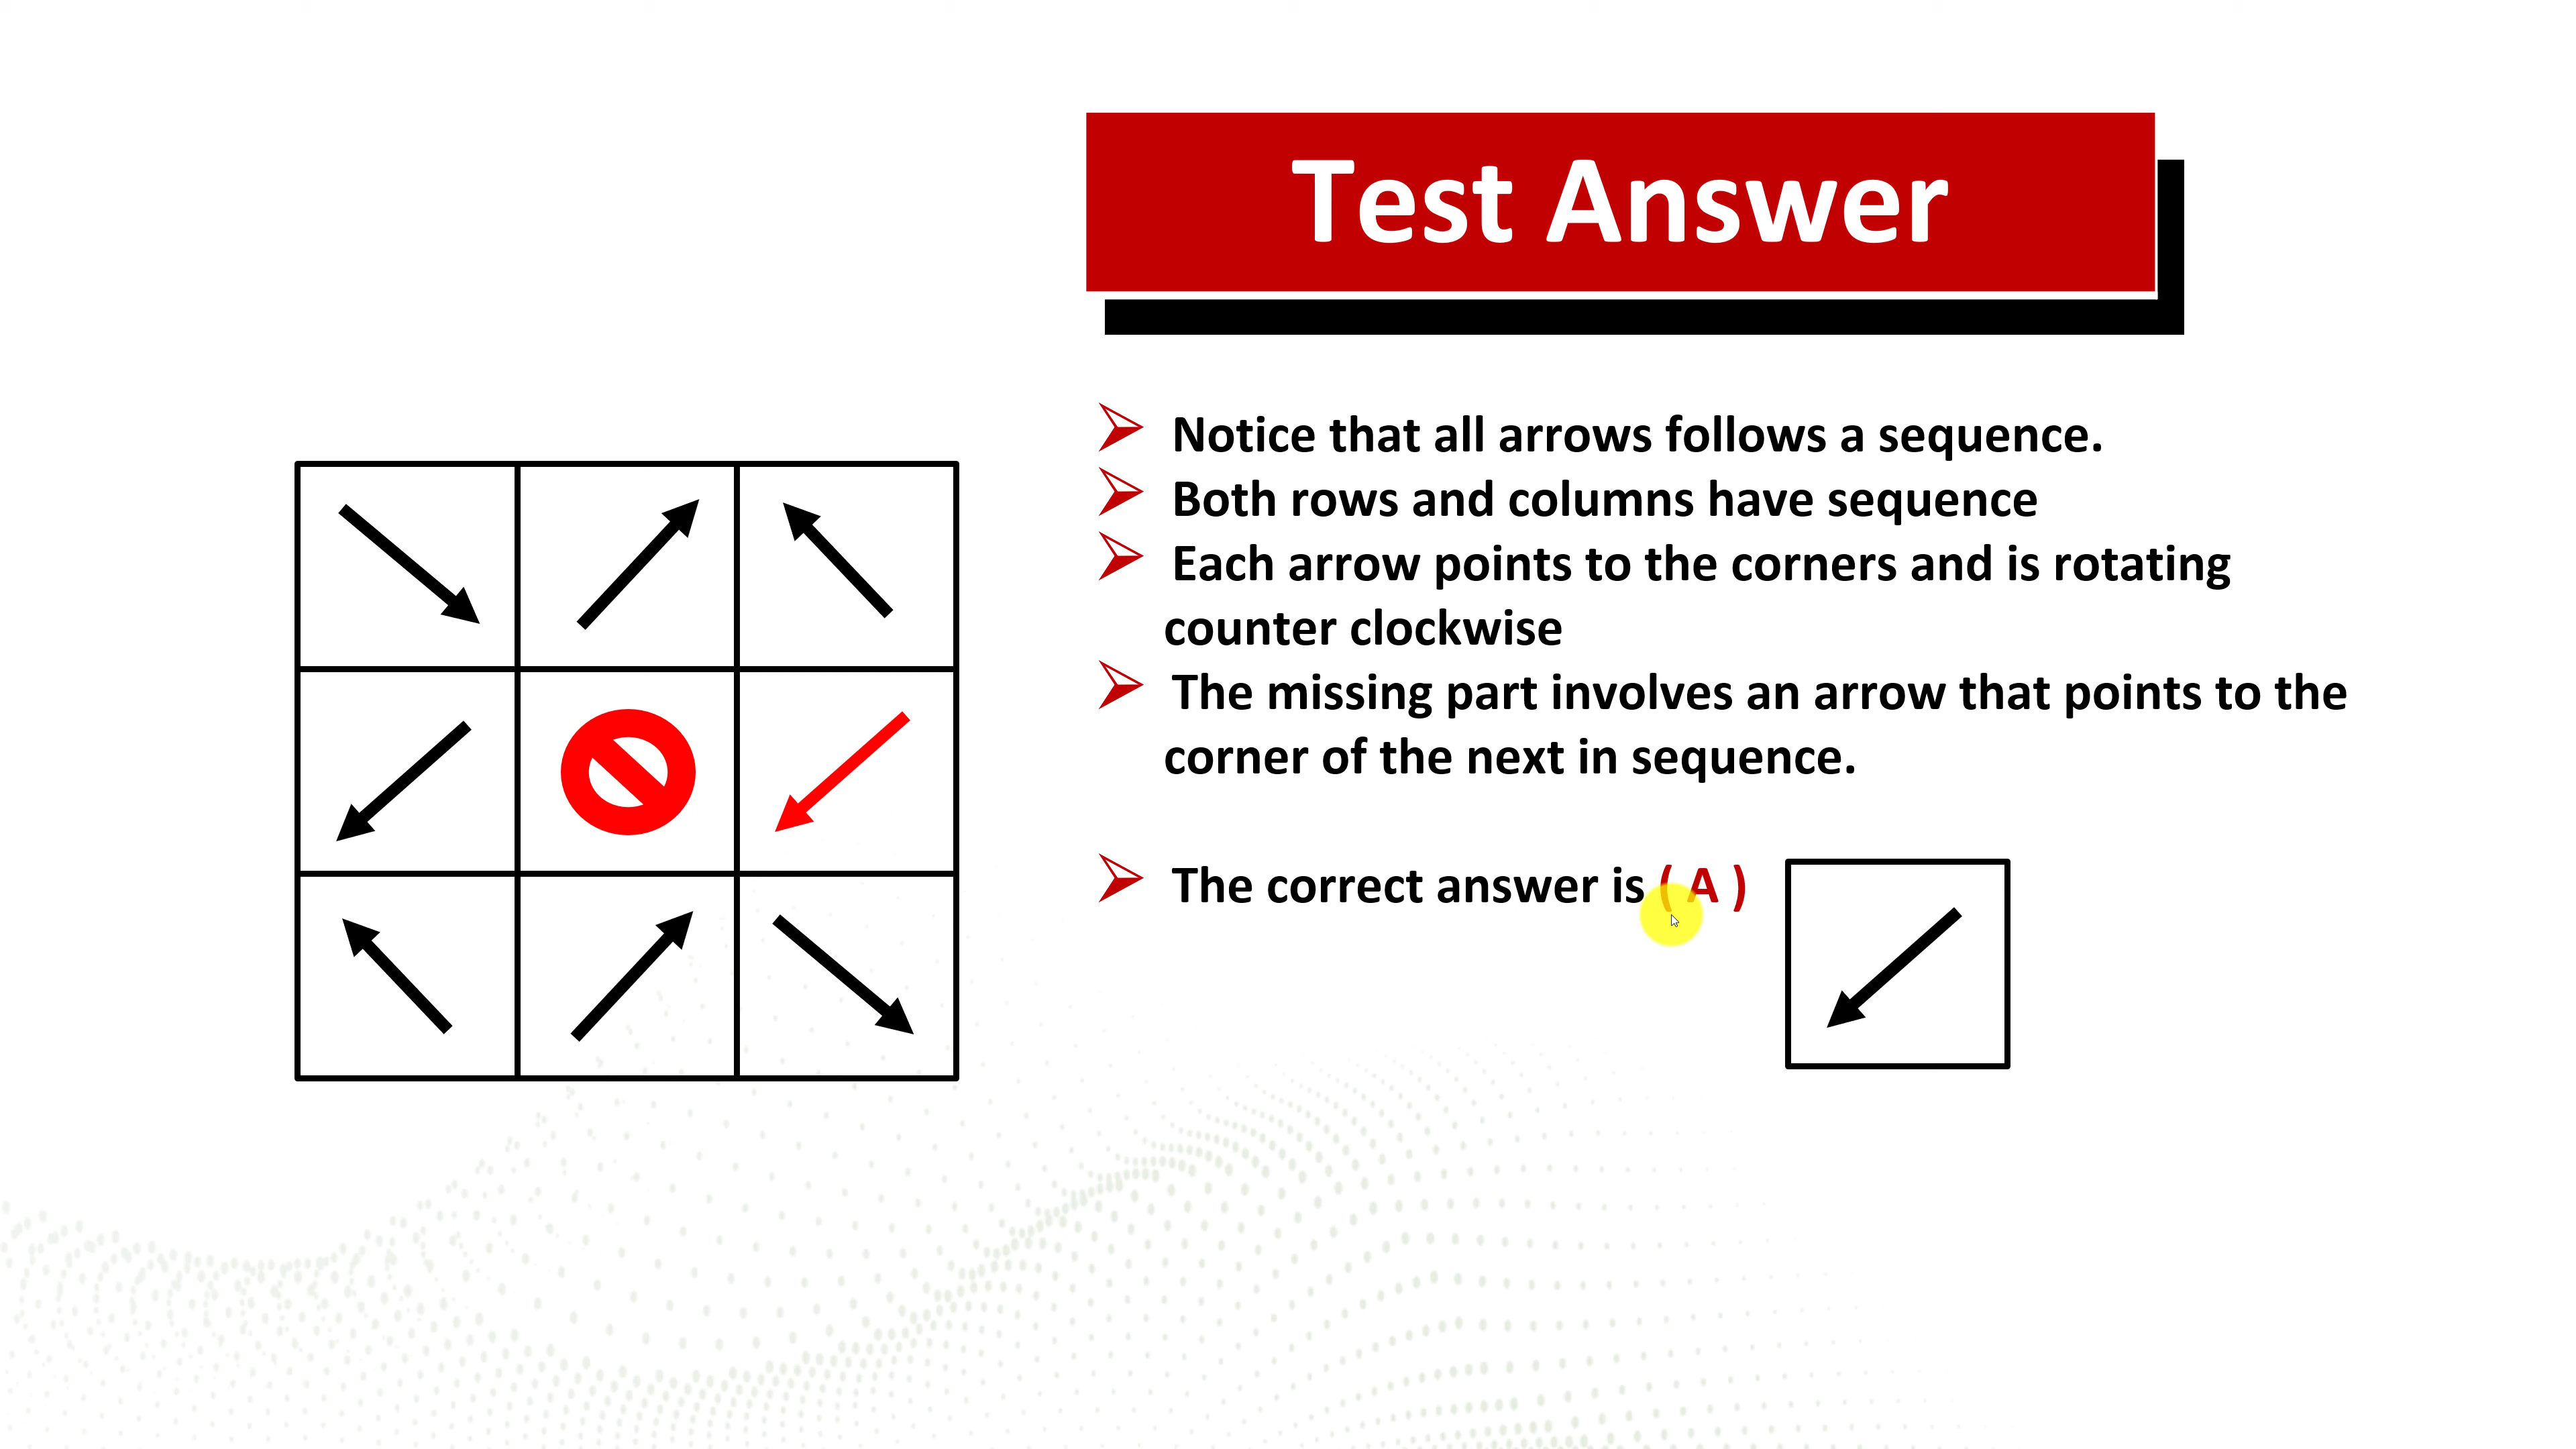 Test Answer
Notice that all arrows follows a sequence.
Both rows and columns have sequence
Each arrow points to the corners and is rotating
counter clockwise
The missing part involves an arrow that points to the
corner of the next in sequence.
The correct answer is ( A )